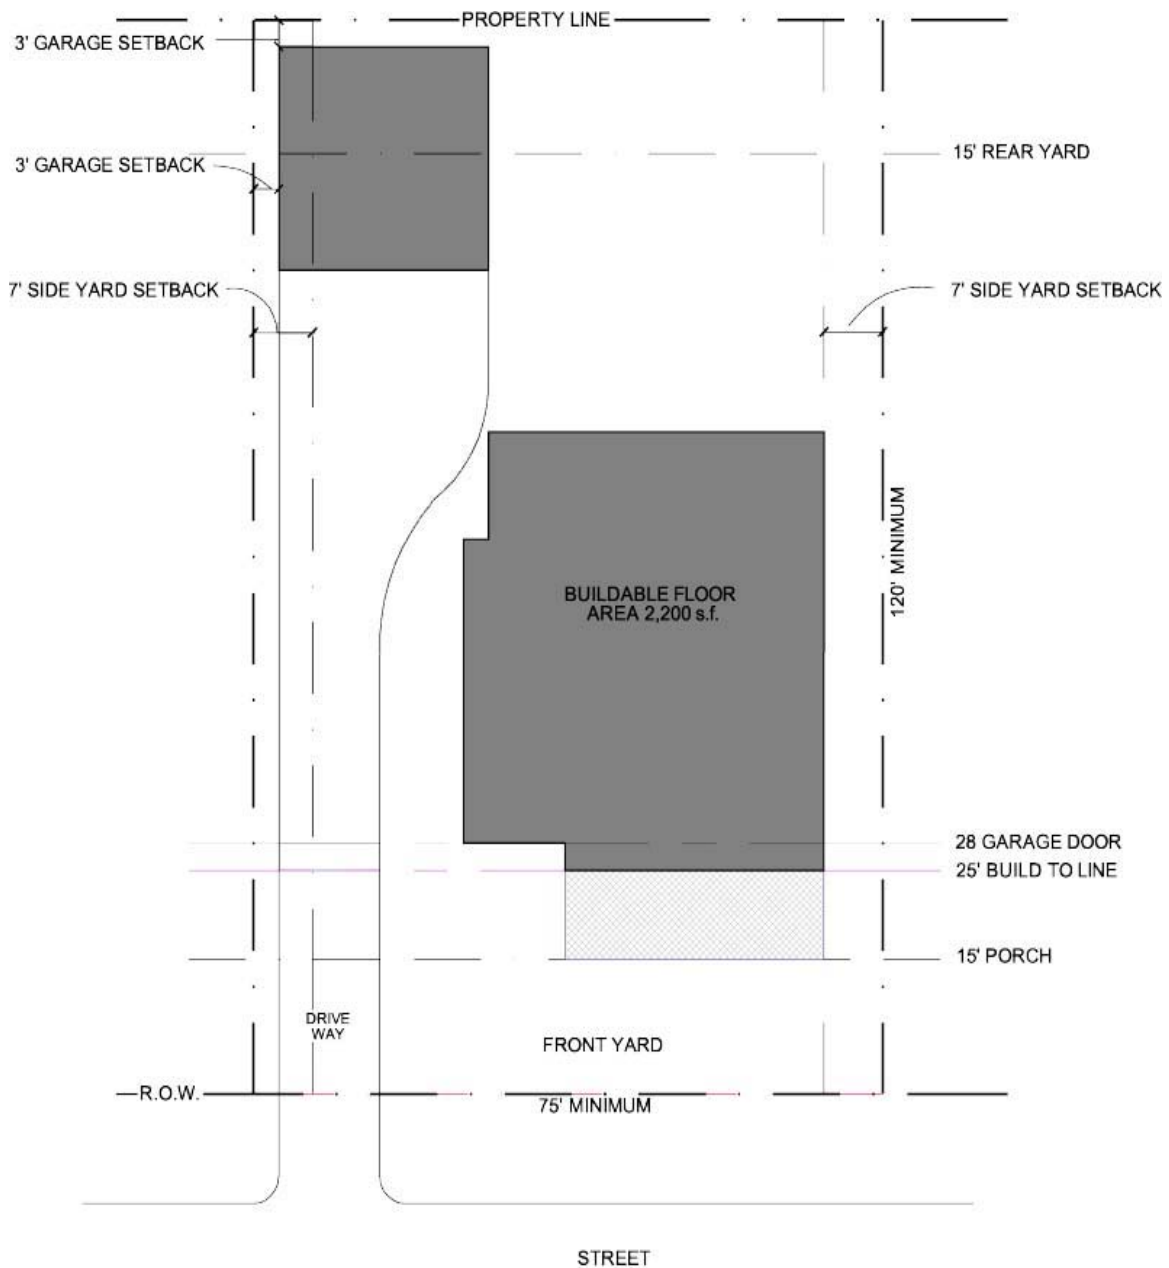 PROPERTY LINE
3' GARAGE SETBACK
15' REAR YARD
3' GARAGE SETBACK
7' SIDE YARD SETBACK
7' SIDE YARD SETBACK
120' MINIMUM
BUILDABLE FLOOR
AREA 2,200 s.f.
28 GARAGE DOOR
25' BUILD TO LINE
15' PORCH
DRIVE
WAY
FRONT YARD
R.O.W.
75' MINIMUM
STREET